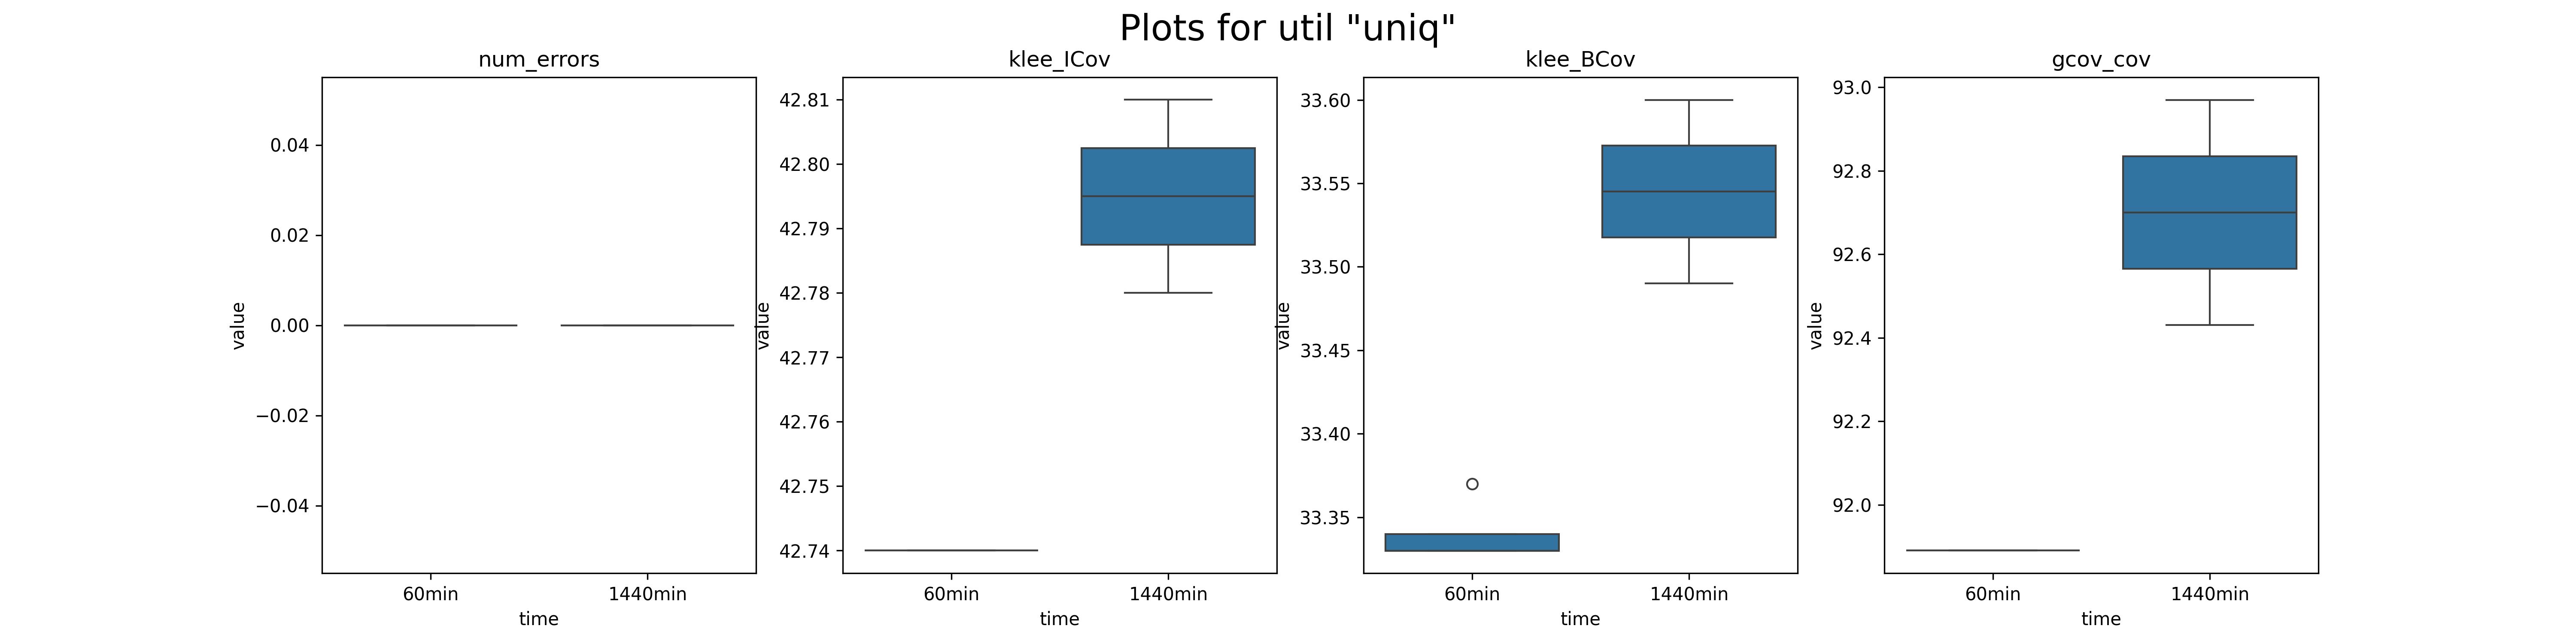 Plots for util "uniq"
num_errors
value
0.04
0.02
0.00
−0.02
−0.04
60min
1440min
time
klee_ICov
value
42.81
42.80
42.79
42.78
42.77
42.76
42.75
42.74
60min
1440min
time
klee_BCov
value
33.60
33.55
33.50
33.45
33.40
33.35
60min
1440min
time
gcov_cov
value
93.0
92.8
92.6
92.4
92.2
92.0
60min
1440min
time